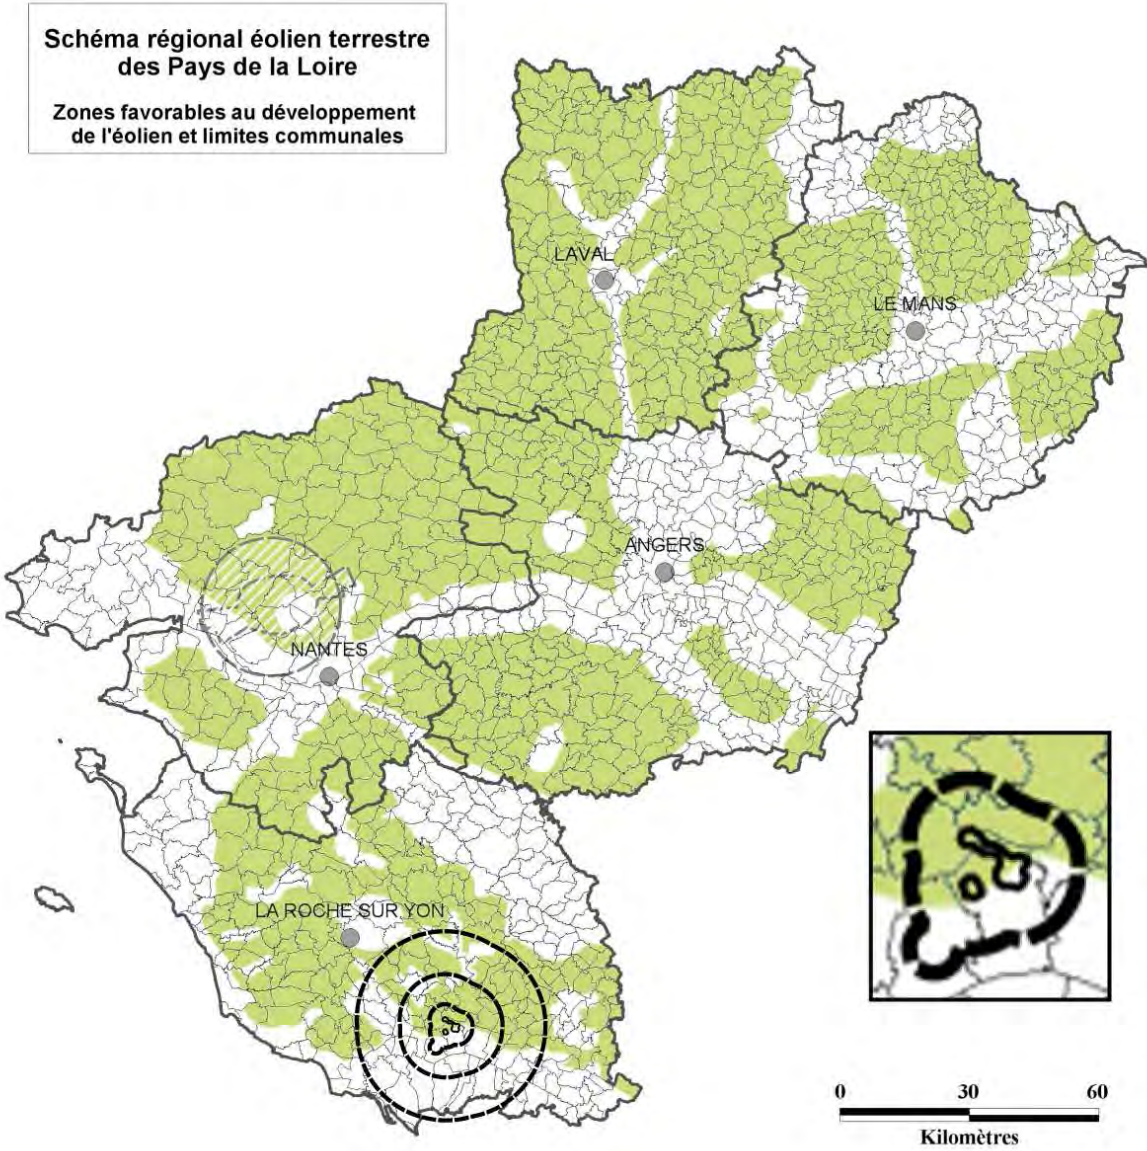 Schéma régional éolien terrestre
des Pays de la Loire
Zones favorables au développement
de l'éolien et limites communales
LAVAL
LE MANS
ANGERS
NANTES
LA ROCHE SUR YON
0 30 60
Kilomètres